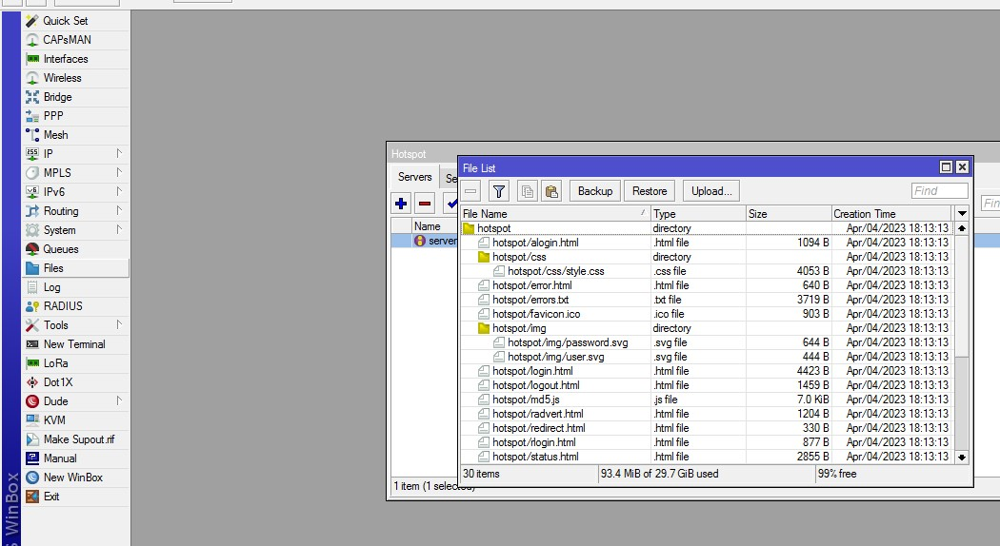 Quick Set
CAPsMAN
Interfaces
Wireless
Bridge
PPP
Mesh
IP
MPLS
IPv6
Routing
System
Queues
Files
Log
RADIUS
Tools
New Terminal
LoRa
Dot1X
Dude
KVM
Make Supout.rif
Manual
New WinBox
Exit
WinBox
Hotspot
Servers
Name
server
1 item (1 selected)
File List
Backup Restore Upload... Find
File Name Type Size Creation Time
hotspot directory Apr/04/2023 18:13:13
hotspot/alogin.html .html file 1094 B Apr/04/2023 18:13:13
hotspot/css directory Apr/04/2023 18:13:13
hotspot/css/style.css .css file 4053 B Apr/04/2023 18:13:13
hotspot/error.html .html file 640 B Apr/04/2023 18:13:13
hotspot/errors.txt .txt file 3719 B Apr/04/2023 18:13:13
hotspot/favicon.ico .ico file 903 B Apr/04/2023 18:13:13
hotspot/img directory Apr/04/2023 18:13:13
hotspot/img/password.svg .svg file 644 B Apr/04/2023 18:13:13
hotspot/img/user.svg .svg file 444 B Apr/04/2023 18:13:13
hotspot/login.html .html file 4423 B Apr/04/2023 18:13:13
hotspot/logout.html .html file 1459 B Apr/04/2023 18:13:13
hotspot/md5.js .js file 7.0 KiB Apr/04/2023 18:13:13
hotspot/radvert.html .html file 1204 B Apr/04/2023 18:13:13
hotspot/redirect.html .html file 330 B Apr/04/2023 18:13:13
hotspot/rlogin.html .html file 877 B Apr/04/2023 18:13:13
hotspot/status.html .html file 2855 B Apr/04/2023 18:13:13
30 items 93.4 MiB of 29.7 GiB used 99% free